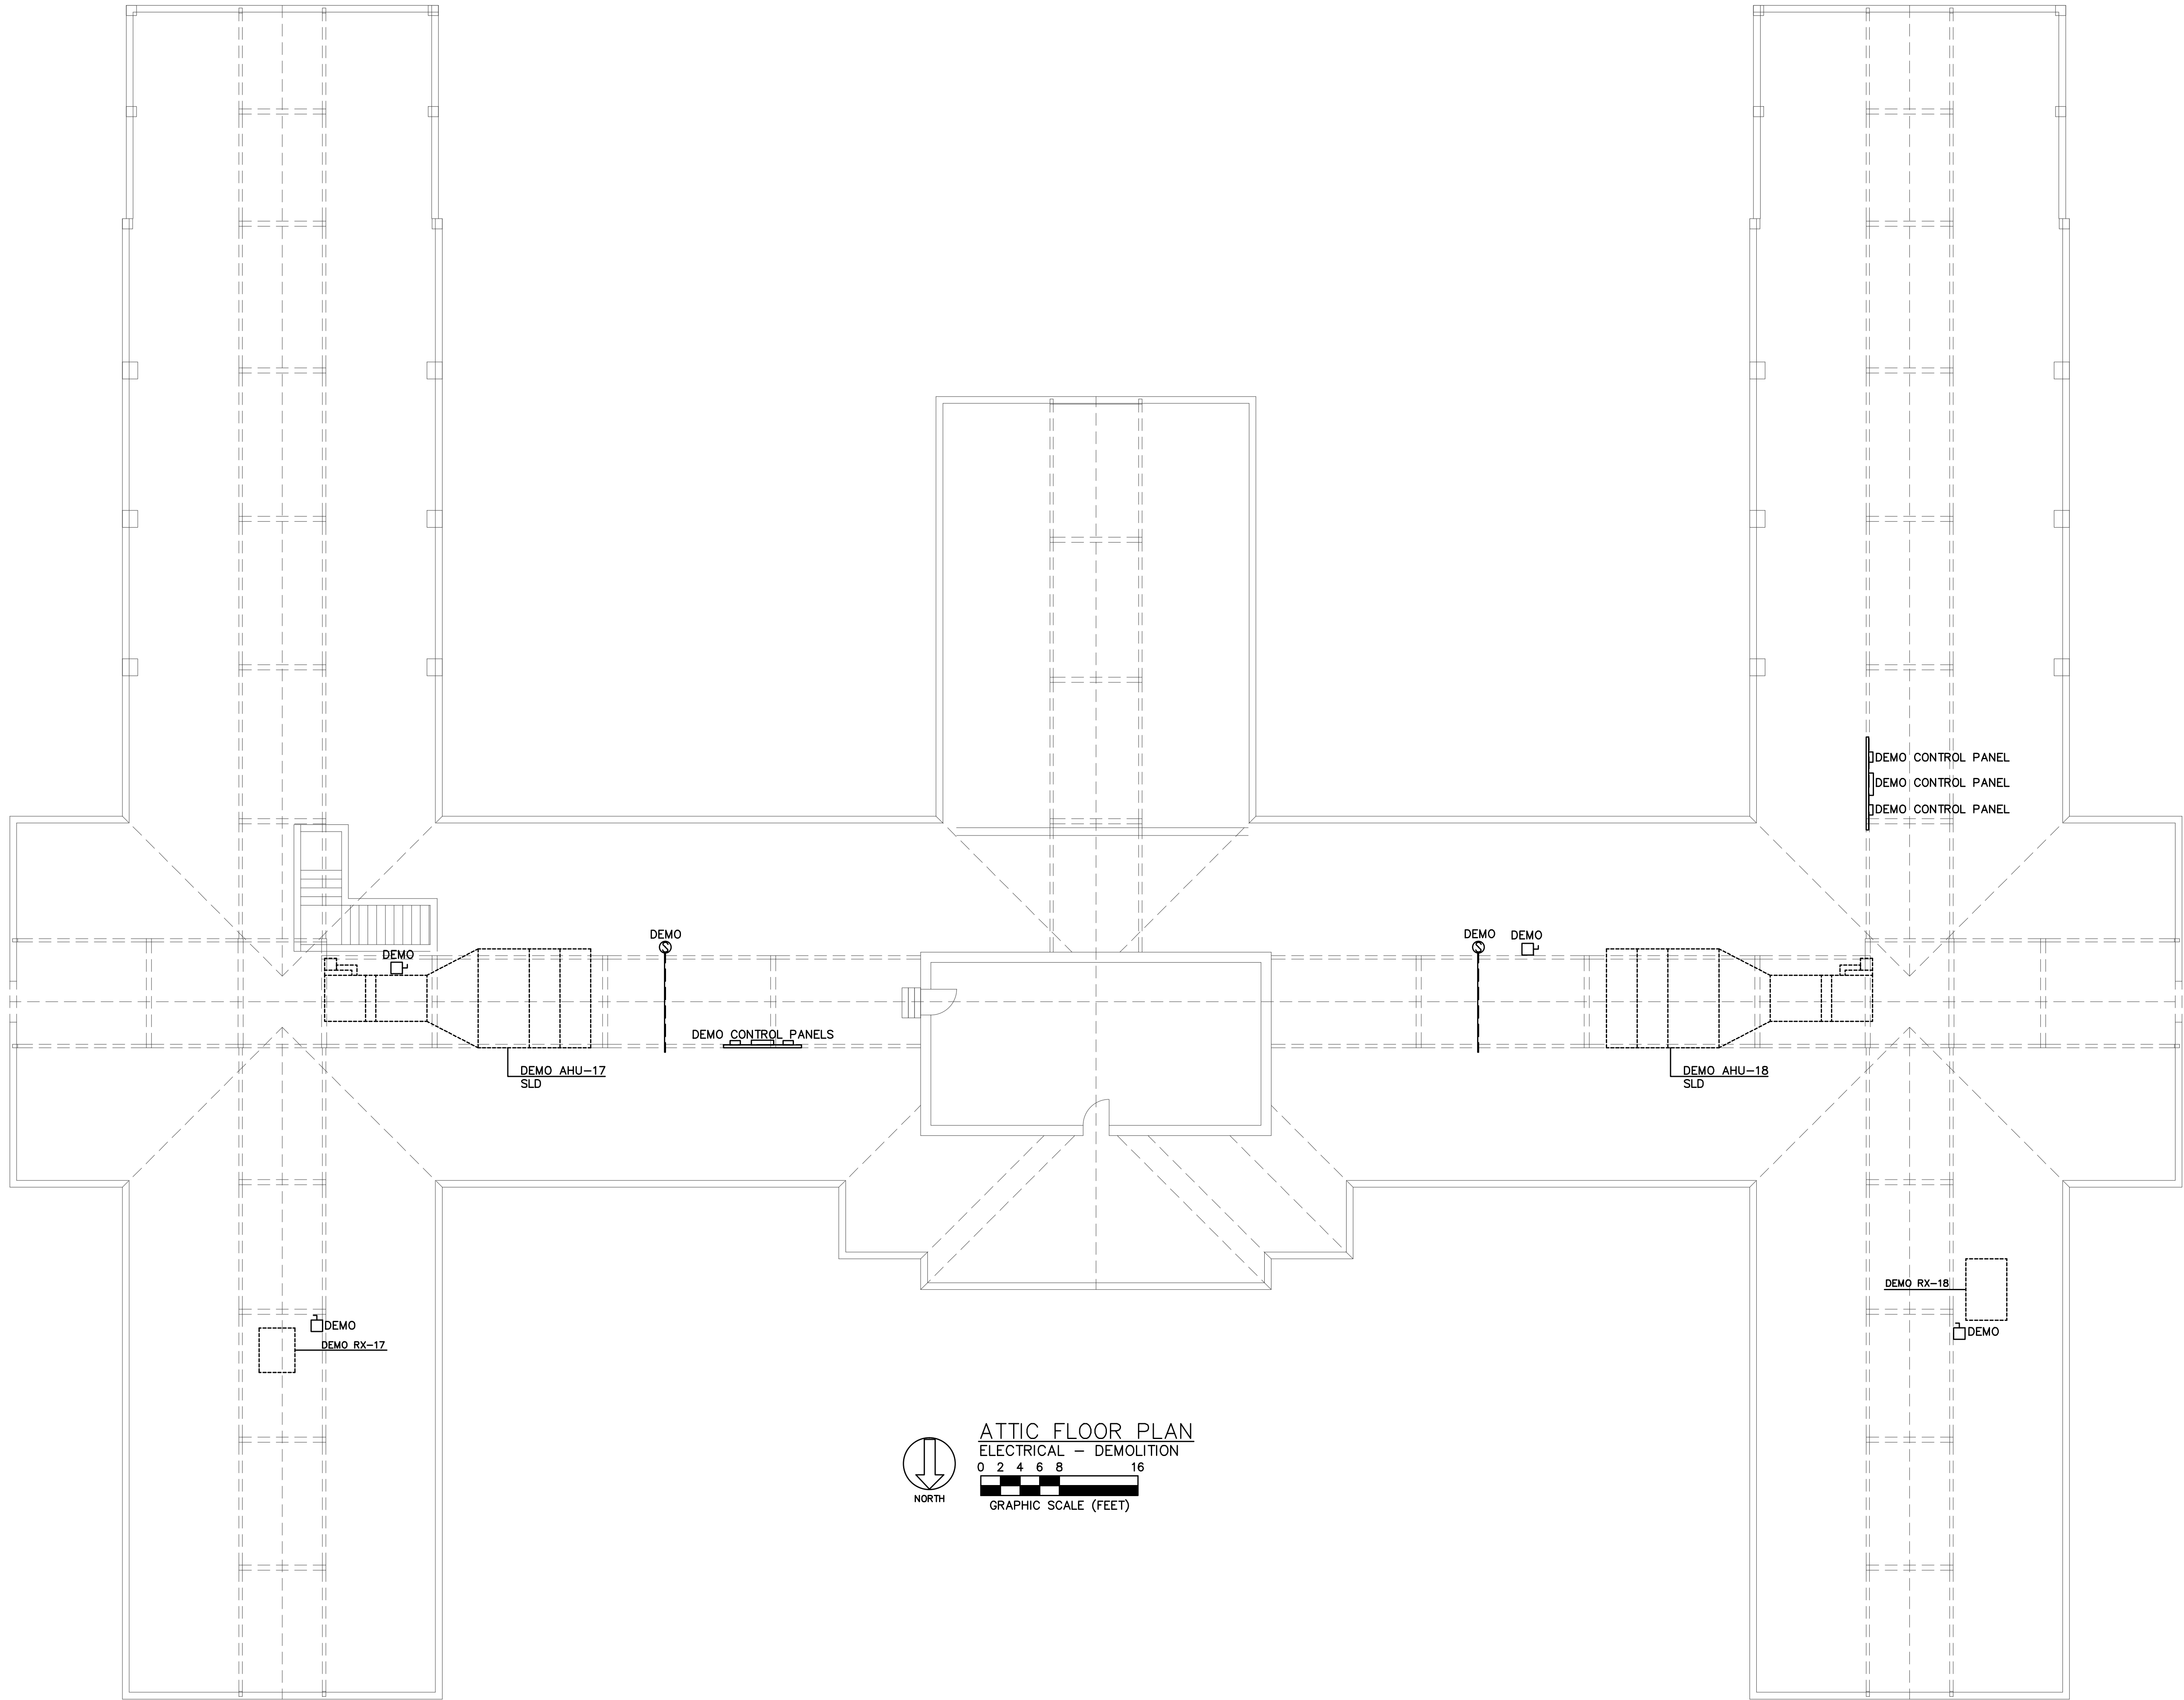 DEMO CONTROL PANEL
DEMO CONTROL PANEL
DEMO CONTROL PANEL
DEMO
DEMO
DEMO
DEMO
DEMO CONTROL PANELS
DEMO AHU-17
SLD
DEMO AHU-18
SLD
DEMO RX-18
DEMO
DEMO
DEMO RX-17
ATTIC FLOOR PLAN
ELECTRICAL - DEMOLITION
0 2 4 6 8 16
GRAPHIC SCALE (FEET)
NORTH